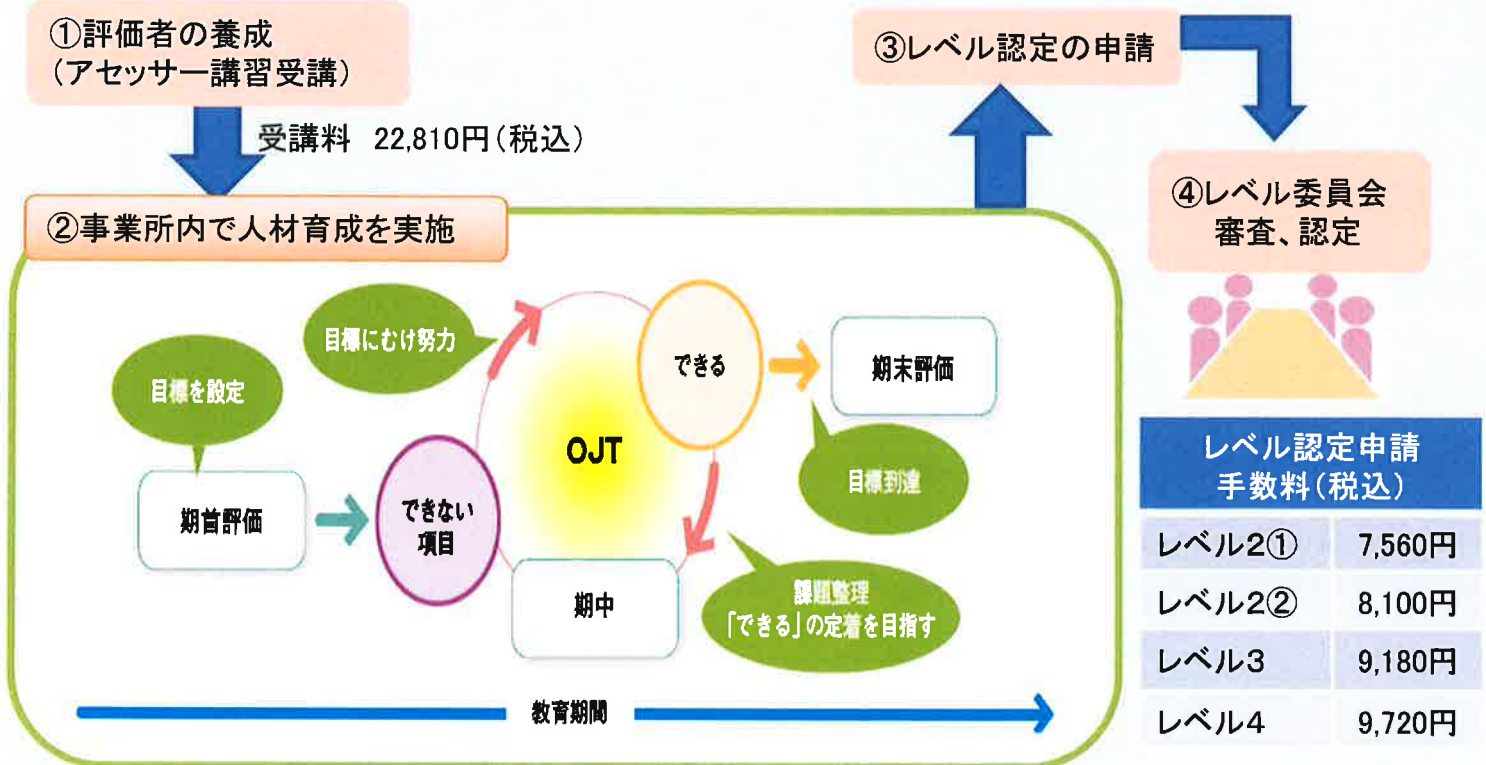 ①評価者の養成
(アセッサー講習受講)
受講料 22,810円(税込)
②事業所内で人材育成を実施
目標を設定
期首評価
できない
項目
目標にむけ努力
OJT
できる
期中
課題整理
「できる」の定着を目指す
目標到達
期末評価
教育期間
③レベル認定の申請
④レベル委員会
審査、認定
レベル認定申請
手数料(税込)
レベル2① 7,560円
レベル2② 8,100円
レベル3 9,180円
レベル4 9,720円